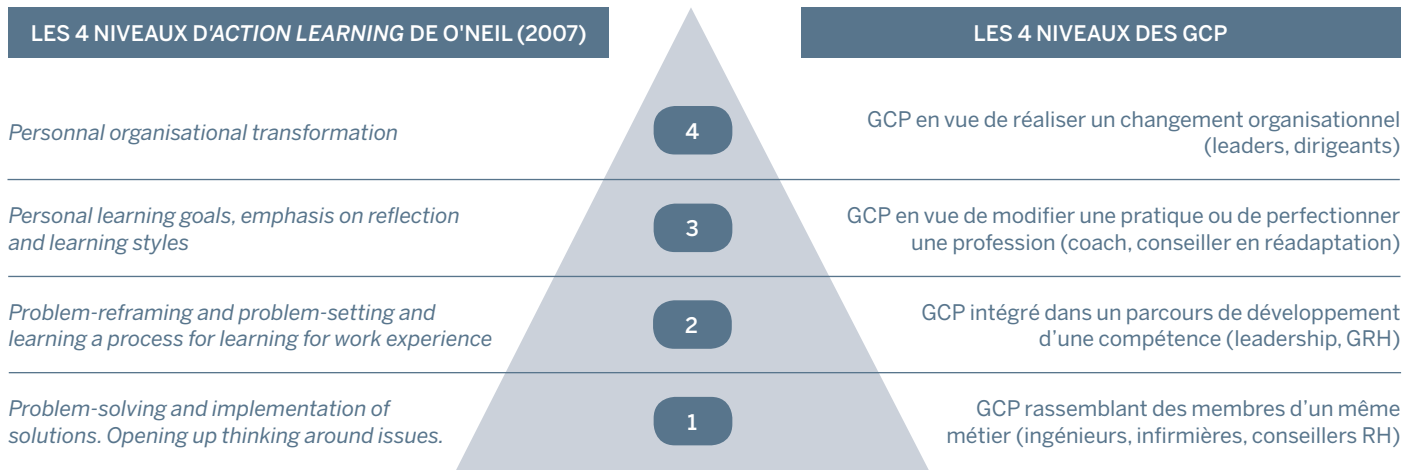 LES 4 NIVEAUX D'ACTION LEARNING DE O'NEIL (2007)
LES 4 NIVEAUX DES GCP
Personnal organisational transformation
4
GCP en vue de réaliser un changement organisationnel
(leaders, dirigeants)
Personal learning goals, emphasis on reflection
and learning styles
3
GCP en vue de modifier une pratique ou de perfectionner
une profession (coach, conseiller en réadaptation)
Problem-reframing and problem-setting and
learning a process for learning for work experience
2
GCP intégré dans un parcours de développement
d'une compétence (leadership, GRH)
Problem-solving and implementation of
solutions. Opening up thinking around issues.
1
GCP rassemblant des membres d'un même
métier (ingénieurs, infirmières, conseillers RH)